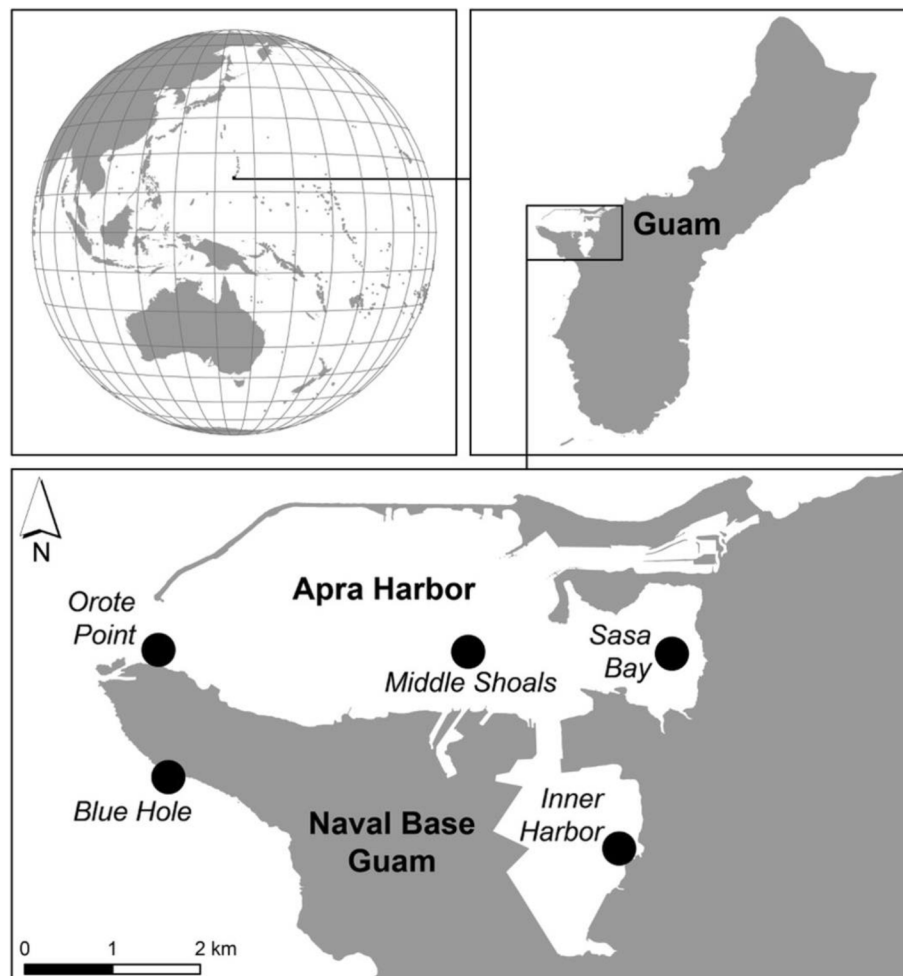 Guam
N
Apra Harbor
Orote
Point
Middle Shoals
Sasa
Bay
Blue Hole
Naval Base
Guam
Inner
Harbor
0 1 2 km